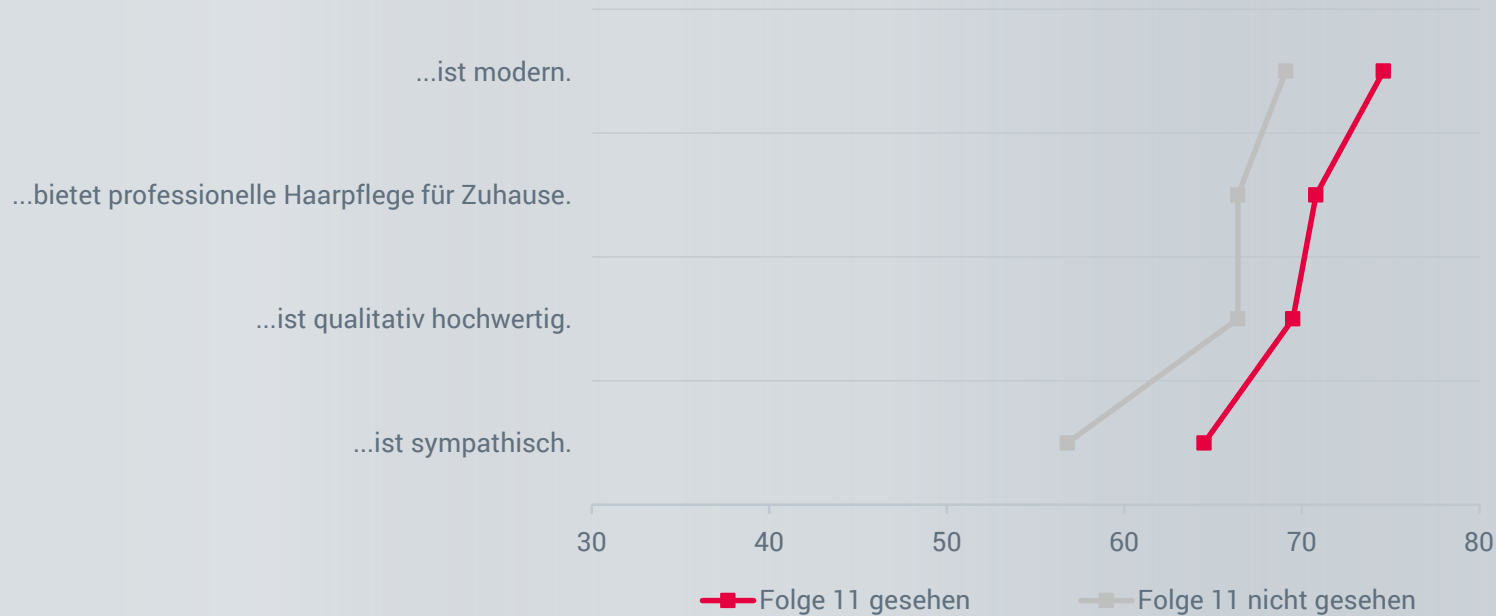 ...ist modern.
...bietet professionelle Haarpflege für Zuhause.
...ist qualitativ hochwertig.
...ist sympathisch.
30 40 50 60 70 80
Folge 11 gesehen Folge 11 nicht gesehen